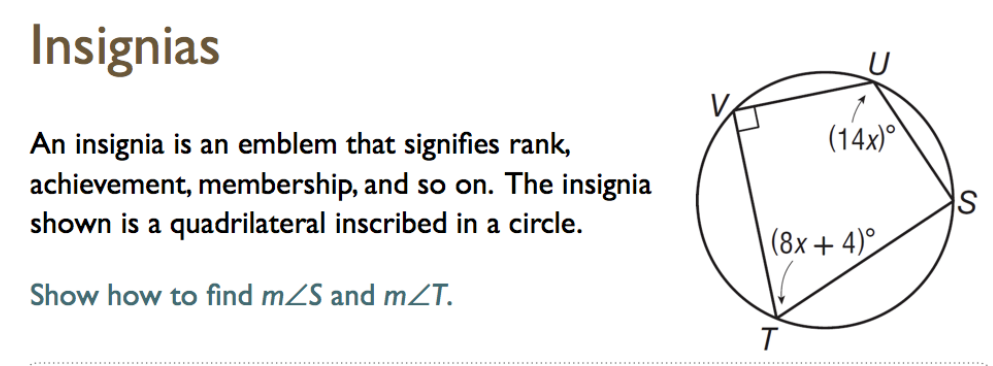 Insignias
An insignia is an emblem that signifies rank,
achievement, membership, and so on. The insignia
shown is a quadrilateral inscribed in a circle.
Show how to find m∠S and m∠T.
U
V
(14x)°
S
(8x + 4)°
T